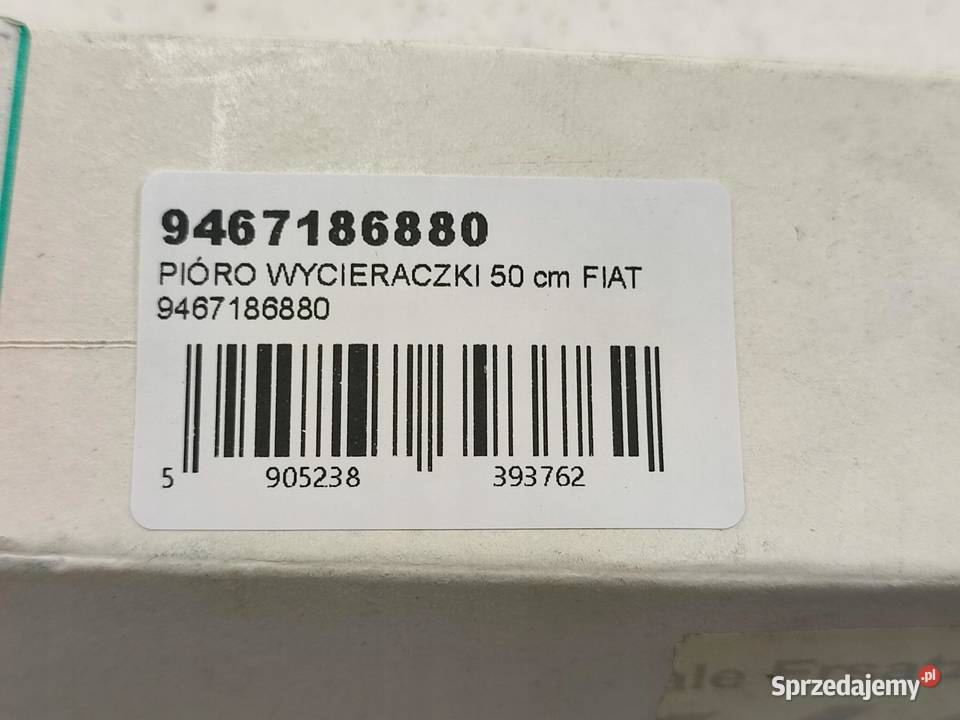 9467186880
PIÓRO WYCIERACZKI 50 cm FIAT
9467186880
5 905238 393762
Sprzedajemy.pl